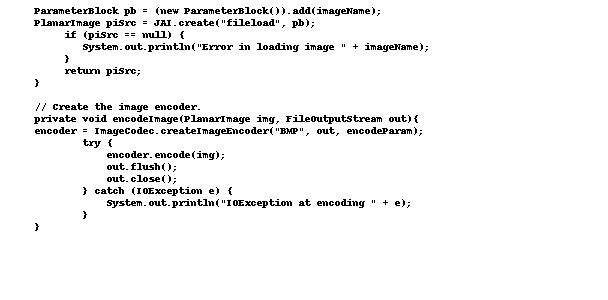 ParameterBlock pb = (new ParameterBlock()).add(imageName);
PlanarImage piSrc = JAI.create("fileload", pb);
if (piSrc == null) {
System.out.println("Error in loading image " + imageName);
}
return piSrc;
}
// Create the image encoder.
private void encodeImage(PlanarImage img, FileOutputStream out){
encoder = ImageCodec.createImageEncoder("BMP", out, encodeParam);
try {
encoder.encode(img);
out.flush();
out.close();
} catch (IOException e) {
System.out.println("IOException at encoding " + e);
}
}